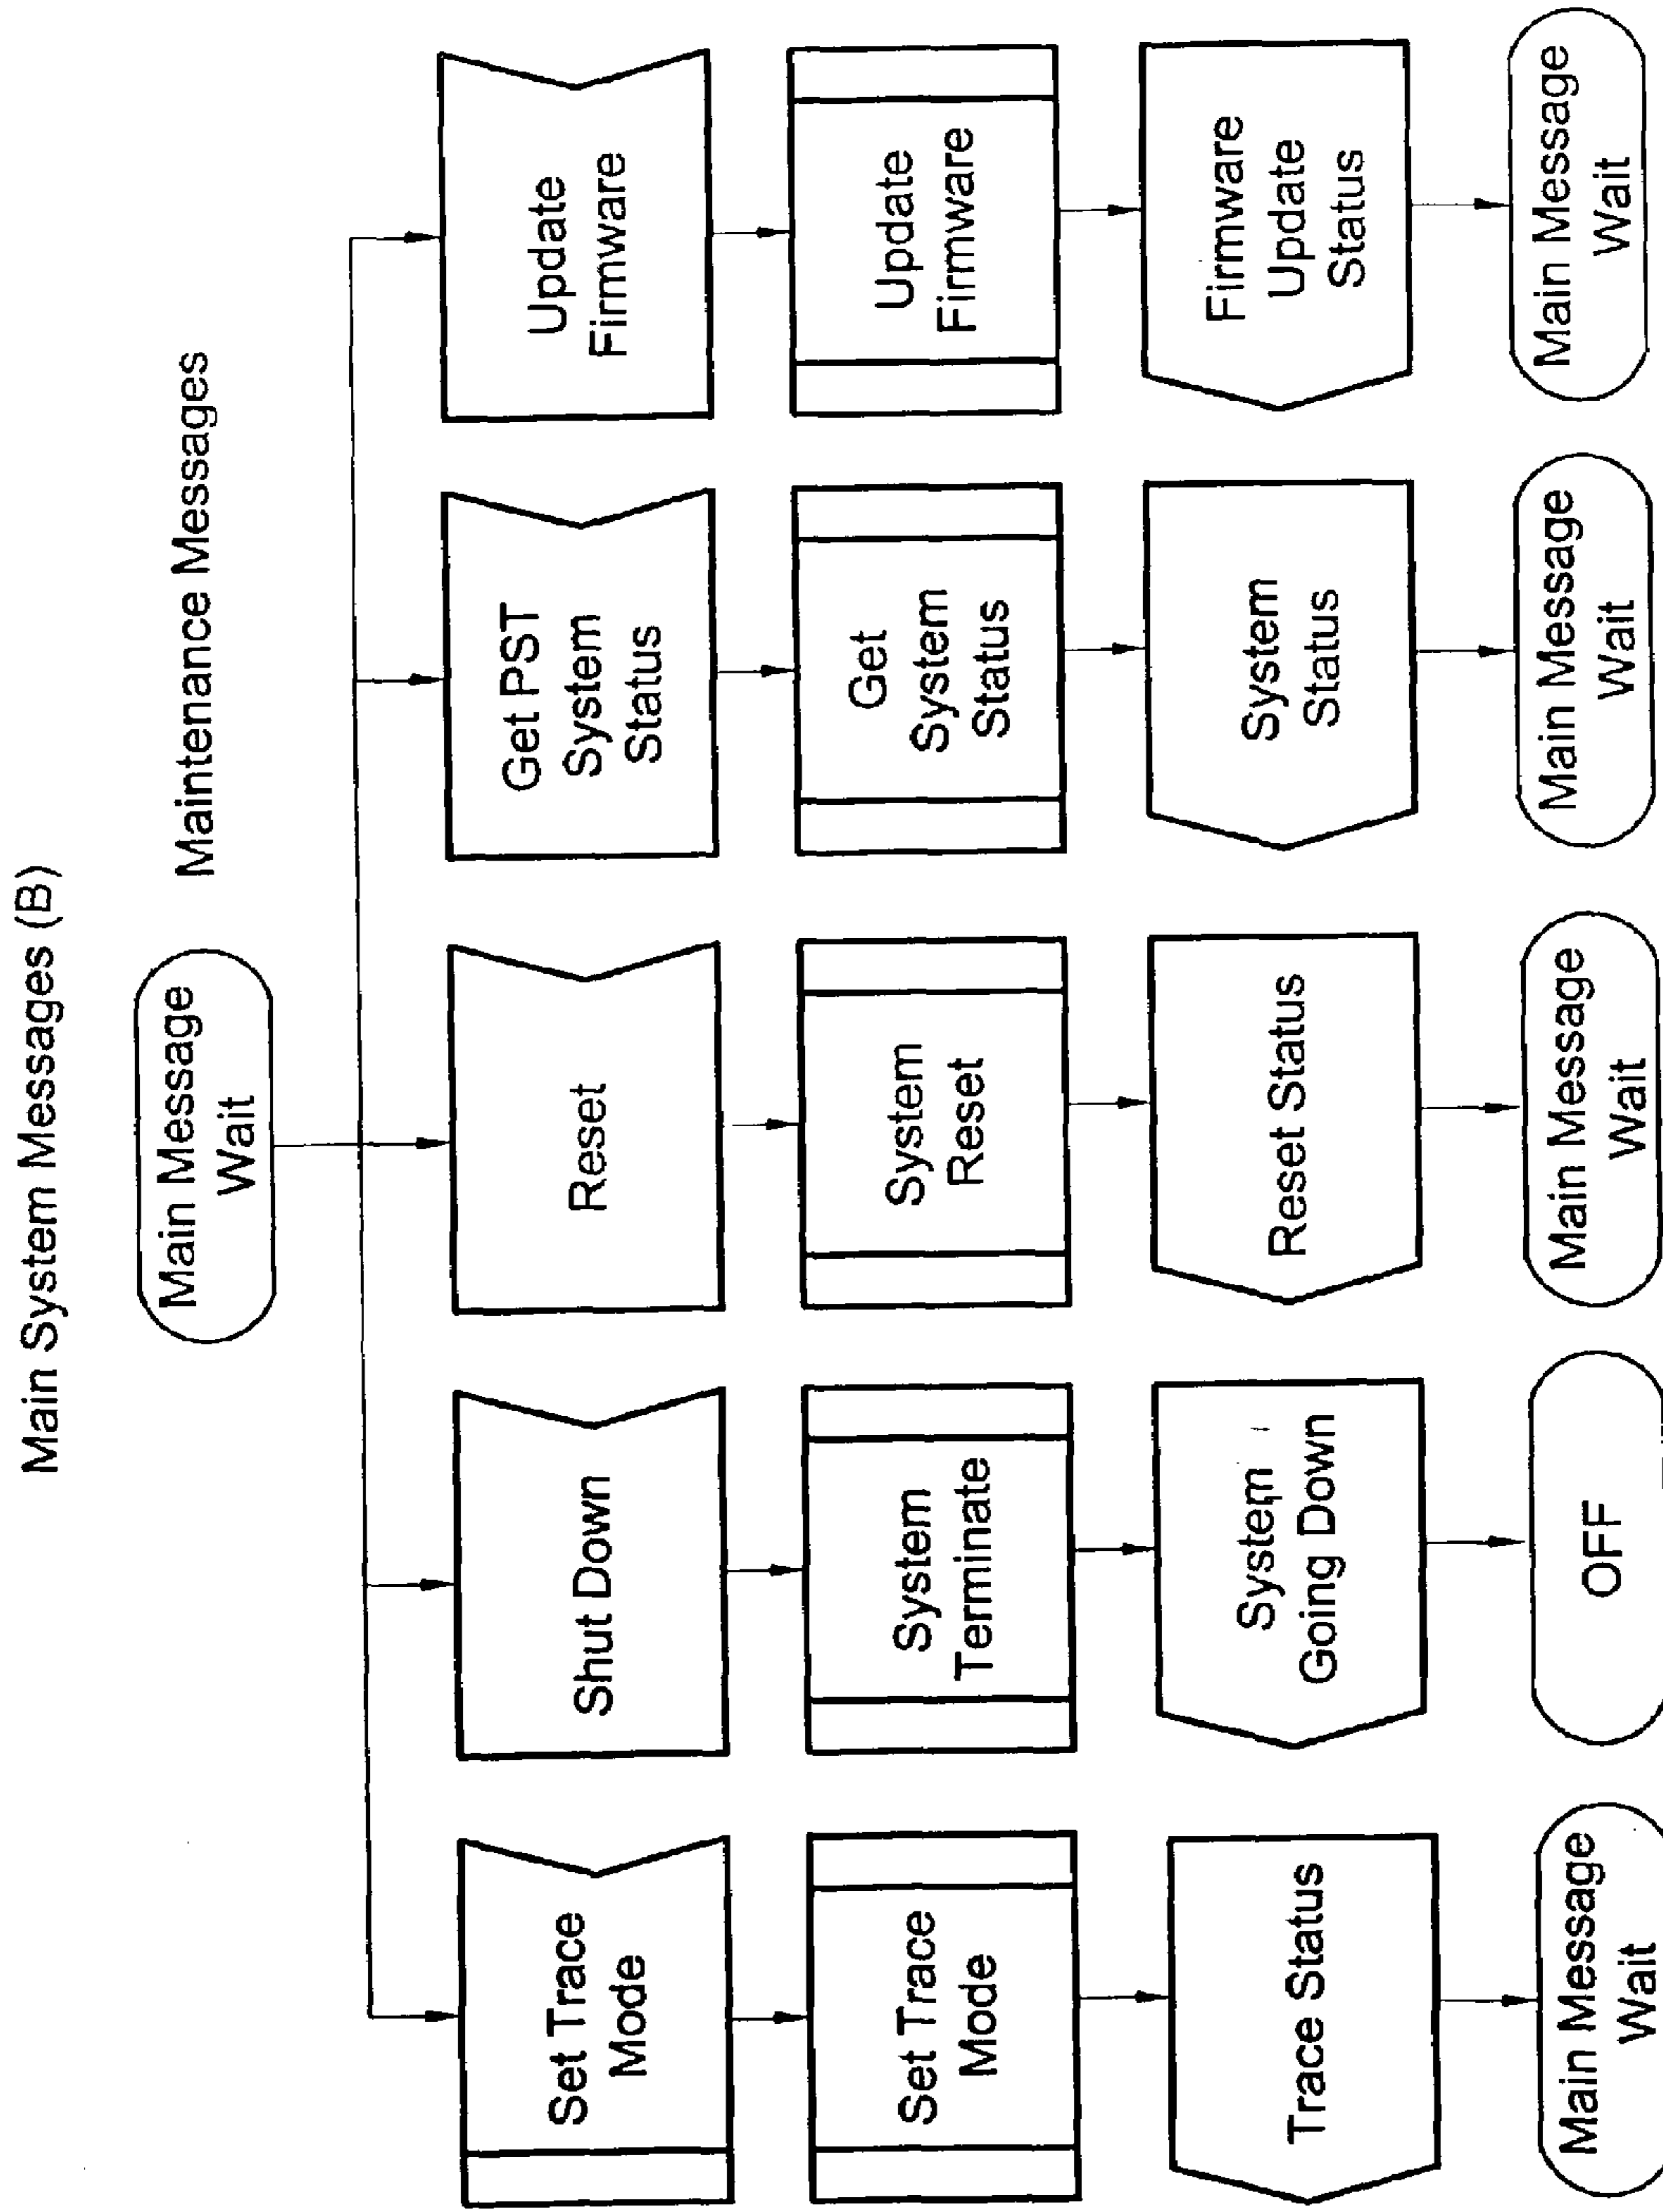 Main System Messages (B)
Main Message
Wait
Maintenance Messages
Set Trace
Mode
Shut Down
Reset
Get PST
System
Status
Update
Firmware
Set Trace
Mode
System
Terminate
System
Reset
Get
System
Status
Update
Firmware
Trace Status
System
Going Down
Reset Status
System
Status
Firmware
Update
Status
Main Message
Wait
OFF
Main Message
Wait
Main Message
Wait
Main Message
Wait